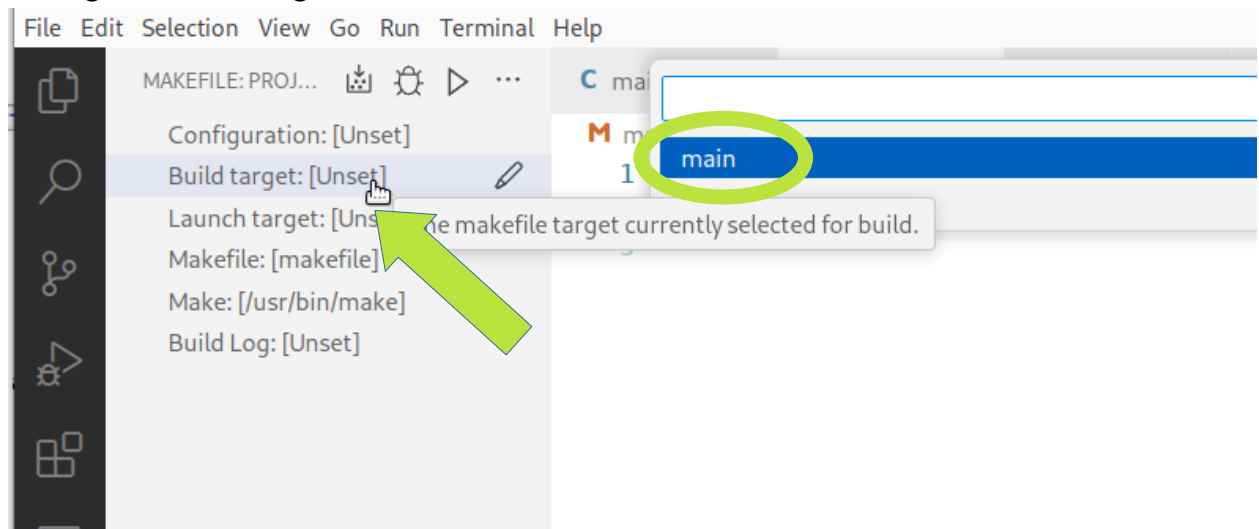 File Edit Selection View Go Run Terminal Help
MAKEFILE: PROJ... ... C mai
Configuration: [Unset]
M m
main
Build target: [Unset]
1
Launch target: [Uns
e makefile target currently selected for build.
Makefile: [makefile]
Make: [/usr/bin/make]
Build Log: [Unset]